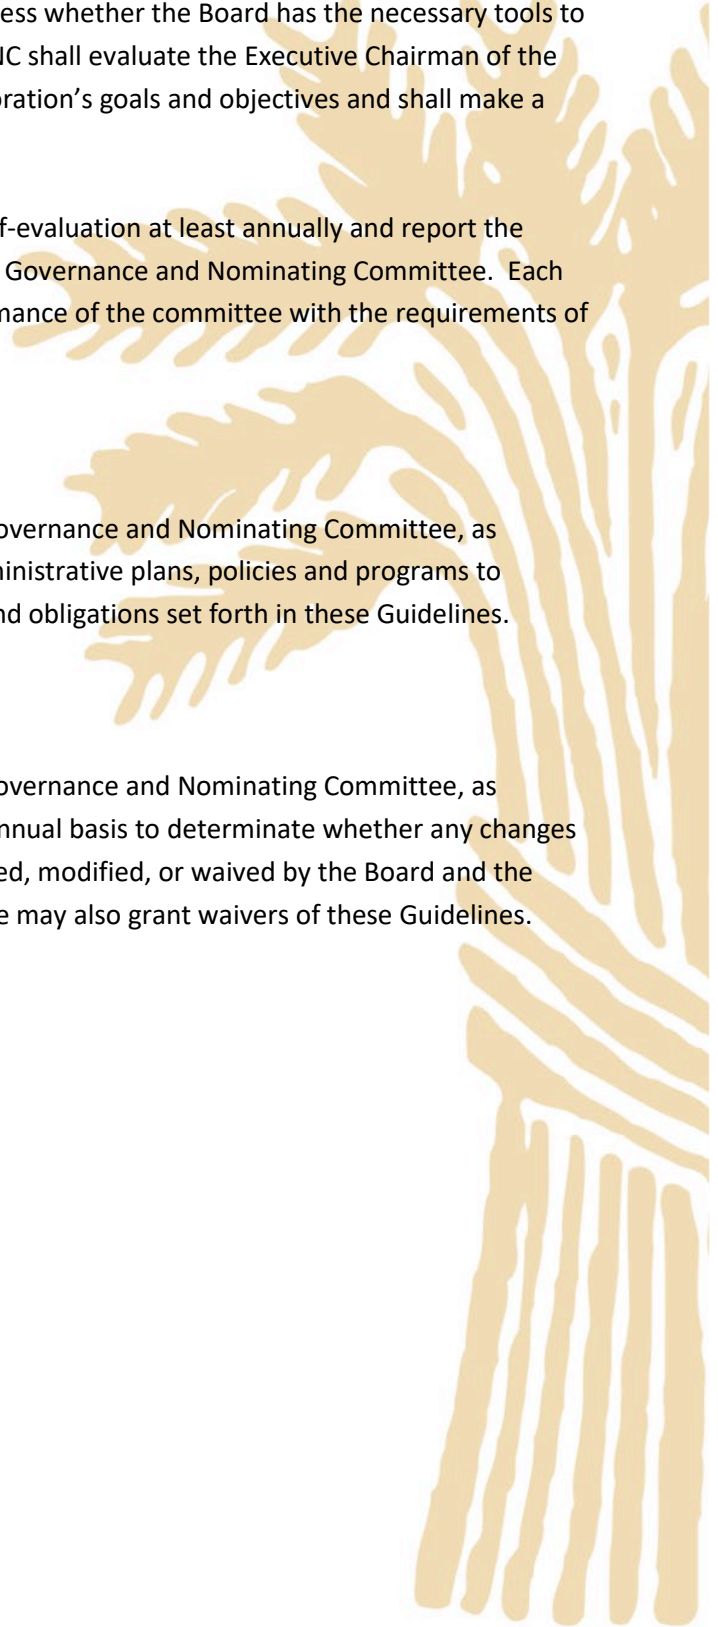 ess whether the Board has the necessary tools to
NC shall evaluate the Executive Chairman of the
oration’s goals and objectives and shall make a
f-evaluation at least annually and report the
Governance and Nominating Committee.  Each
mance of the committee with the requirements of
overnance and Nominating Committee, as
ministrative plans, policies and programs to
nd obligations set forth in these Guidelines.
overnance and Nominating Committee, as
nnual basis to determinate whether any changes
ed, modified, or waived by the Board and the
e may also grant waivers of these Guidelines.